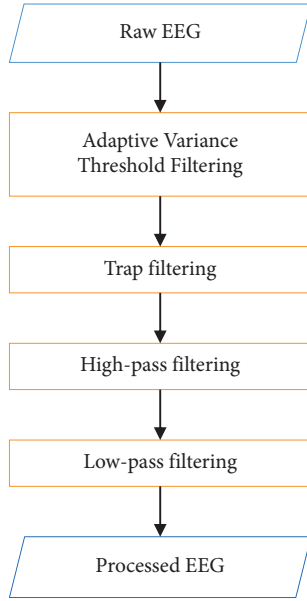 Raw EEG
Adaptive Variance
Threshold Filtering
Trap filtering
High-pass filtering
Low-pass filtering
Processed EEG